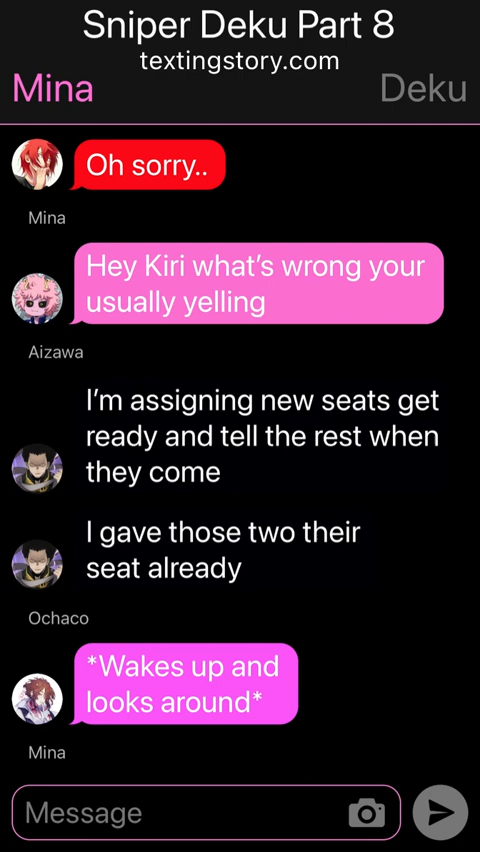 Sniper Deku Part 8
textingstory.com
Mina
Deku
Oh sorry..
Mina
Hey Kiri what’s wrong your
usually yelling
Aizawa
I’m assigning new seats get
ready and tell the rest when
they come
I gave those two their
seat already
Ochaco
*Wakes up and
looks around*
Mina
Message